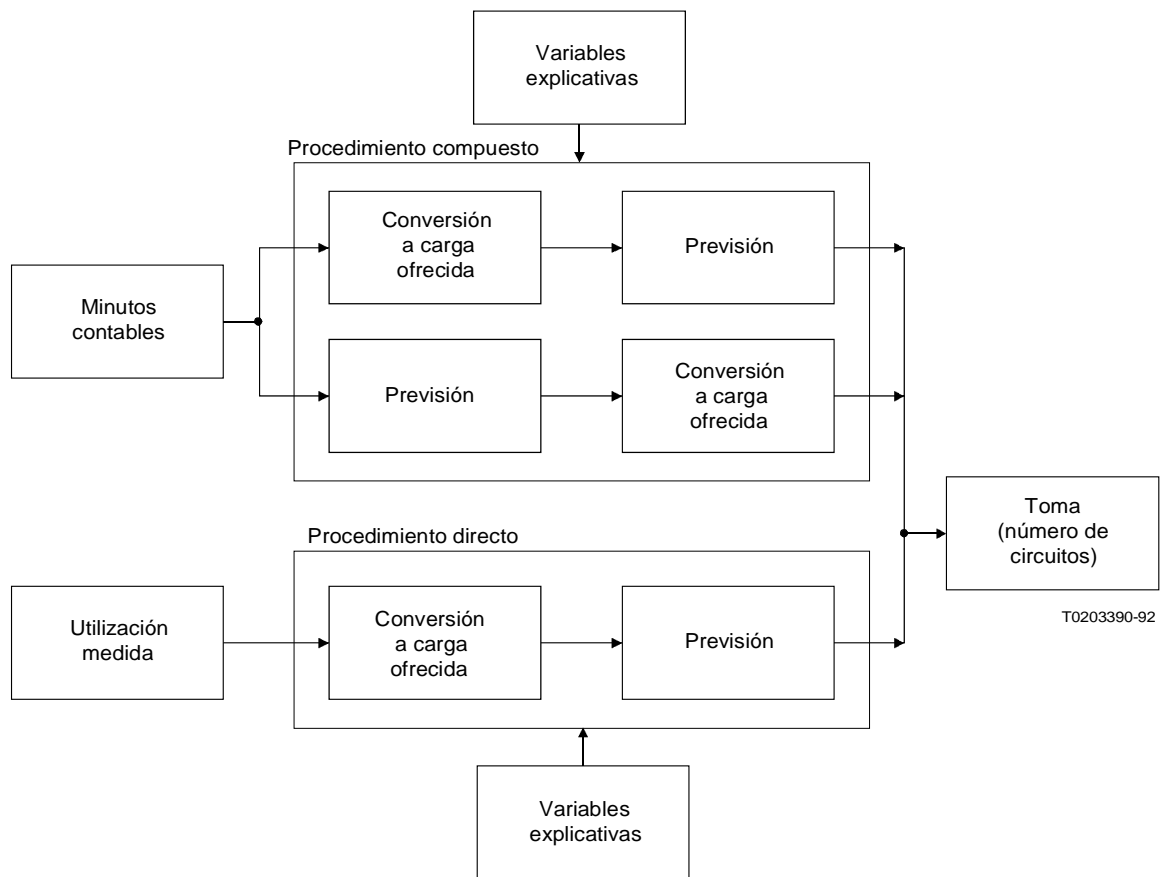 Variables
explicativas
Procedimiento compuesto
Conversión
a carga
ofrecida
Previsión
Minutos
contables
Previsión
Conversión
a carga
ofrecida
Toma
(número de
circuitos)
T0203390-92
Procedimiento directo
Utilización
medida
Conversión
a carga
ofrecida
Previsión
Variables
explicativas